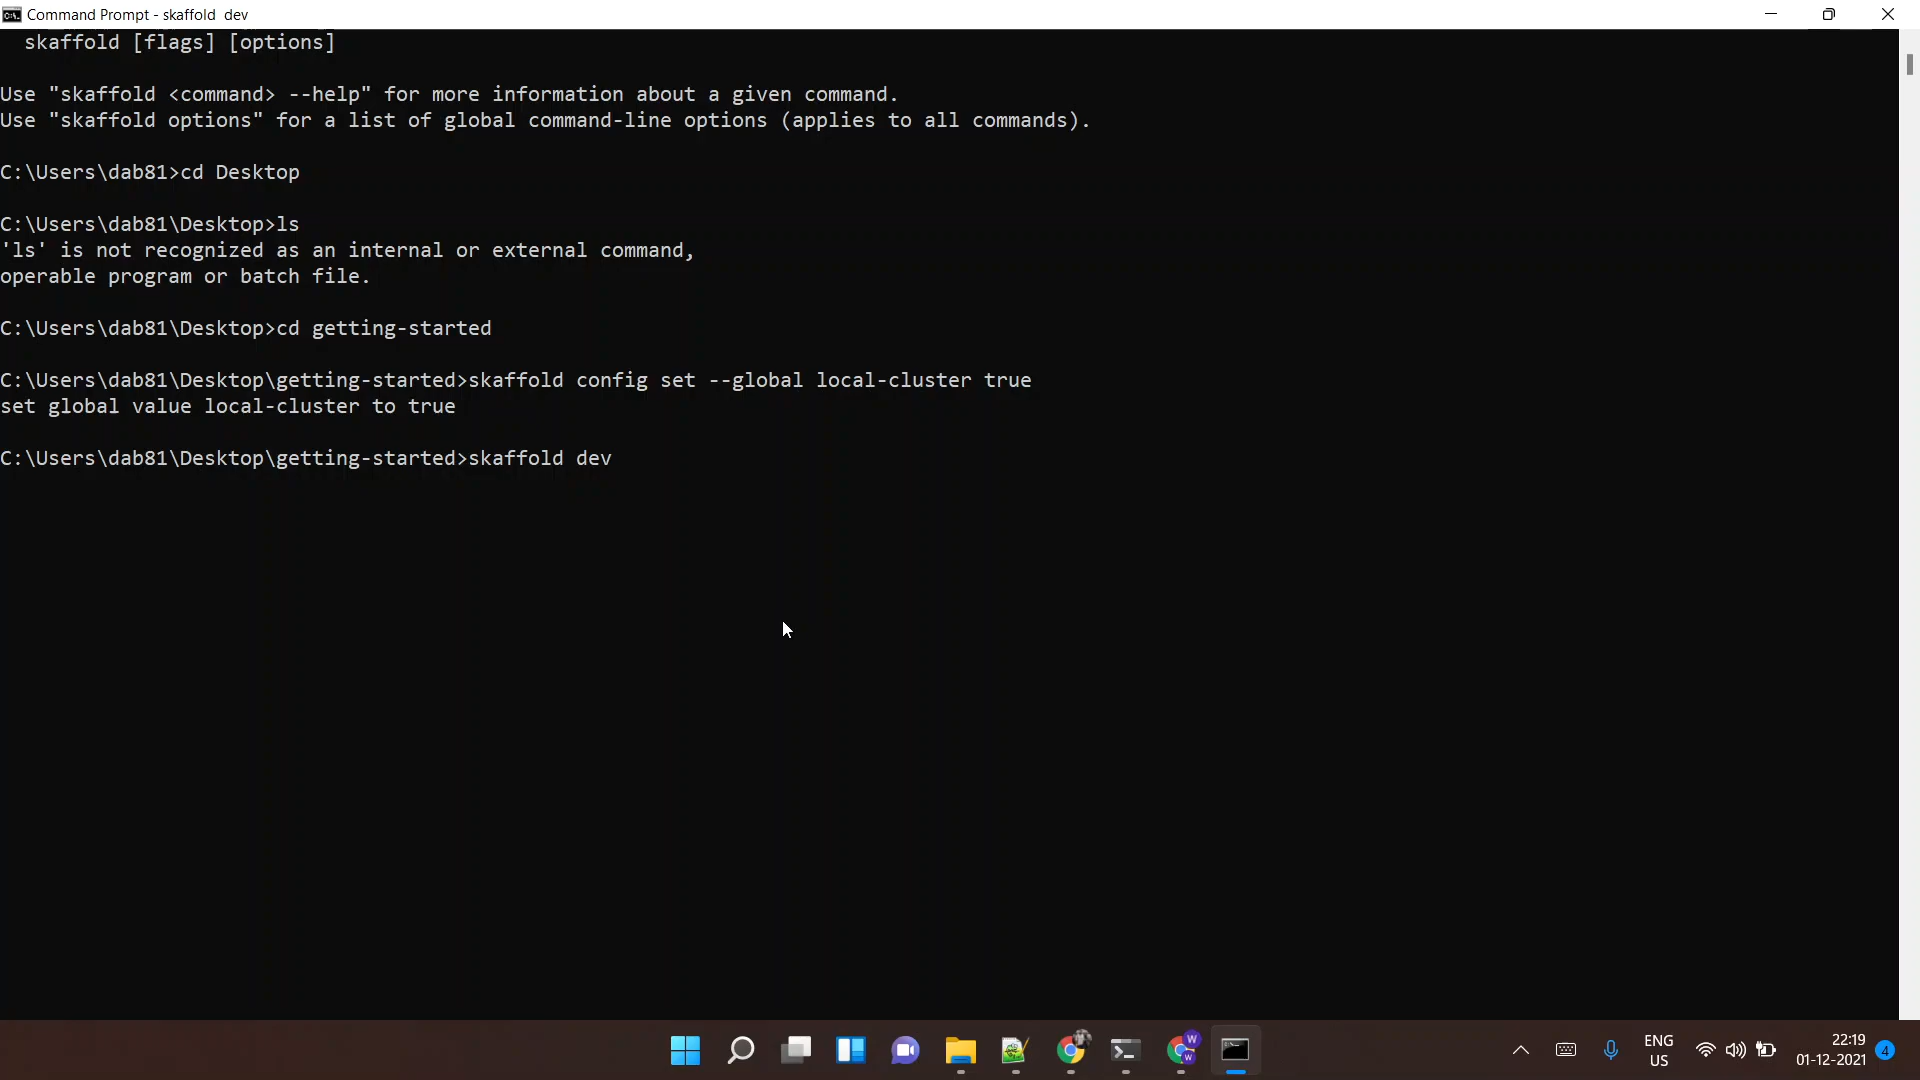 Command Prompt - skaffold  dev
skaffold [flags] [options]
Use "skaffold <command> --help" for more information about a given command.
Use "skaffold options" for a list of global command-line options (applies to all commands).
C:\Users\dab81>cd Desktop
C:\Users\dab81\Desktop>ls
'ls' is not recognized as an internal or external command,
operable program or batch file.
C:\Users\dab81\Desktop>cd getting-started
C:\Users\dab81\Desktop\getting-started>skaffold config set --global local-cluster true
set global value local-cluster to true
C:\Users\dab81\Desktop\getting-started>skaffold dev
W
W
ENG
US
22:19
01-12-2021
4